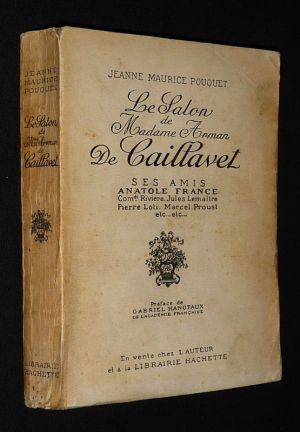 JEANNE
MAURICE
POUQUET
Le Salon
de
Madame Arman
de
Caillavet
LIBRAIRIE
HACHETTE
JEANNE MAURICE POUQUET
Le Salon
de
Madame Arman
De Caillavet
SES AMIS
ANATOLE FRANCE
Comdt Rivière. Jules Lemaître
Pierre Loti. Marcel Proust
etc... etc...
Préface de
GABRIEL HANOTAUX
DE L'ACADÉMIE FRANÇAISE
En vente chez L'AUTEUR
et à la LIBRAIRIE HACHETTE